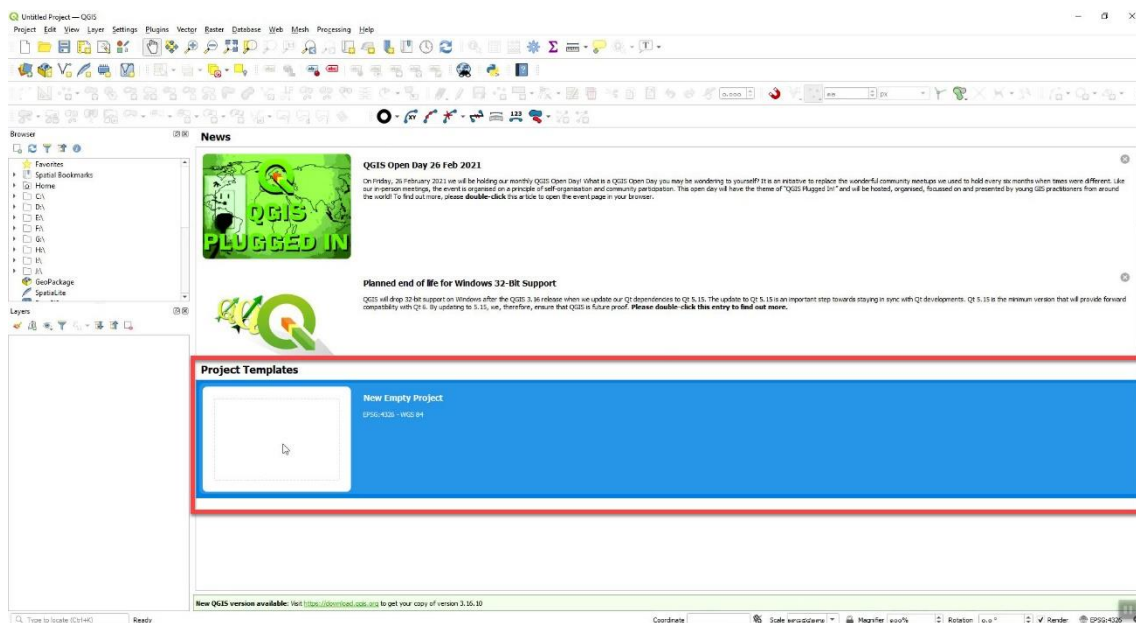 Untitled Project — QGIS
Project Edit View Layer Settings Plugins Vector Raster Database Web Mesh Processing Help
0.000
px
Browser
Favorites
Spatial Bookmarks
Home
C:\
D:\
E:\
F:\
G:\
H:\
I:\
J:\
GeoPackage
SpatiaLite
Layers
News
QGIS PLUGGED IN
QGIS Open Day 26 Feb 2021
On Friday, 26 February 2021 we will be holding our monthly QGIS Open Day! What is a QGIS Open Day you may be wondering to yourself? It is an initiative to replace the wonderful community meetups we used to hold every six months when times were different. Like
our in-person meetings, the event is organised on a principle of self-organisation and community participation. This open day will have the theme of "QGIS Plugged In!" and will be hosted, organised, focussed on and presented by young GIS practitioners from around
the world! To find out more, please double-click this article to open the event page in your browser.
Planned end of life for Windows 32-Bit Support
QGIS will drop 32-bit support on Windows after the QGIS 3.16 release when we update our Qt dependencies to Qt 5.15. The update to Qt 5.15 is an important step towards staying in sync with Qt developments. Qt 5.15 is the minimum version that will provide forward
compatibility with Qt 6. By updating to 5.15, we, therefore, ensure that QGIS is future proof. Please double-click this entry to find out more.
Project Templates
New Empty Project
EPSG:4326 - WGS 84
New QGIS version available: Visit https://download.qgis.org to get your copy of version 3.16.10
Type to locate (Ctrl+K) Ready Coordinate Scale Magnifier 100% Rotation 0.0 ° Render EPSG:4326